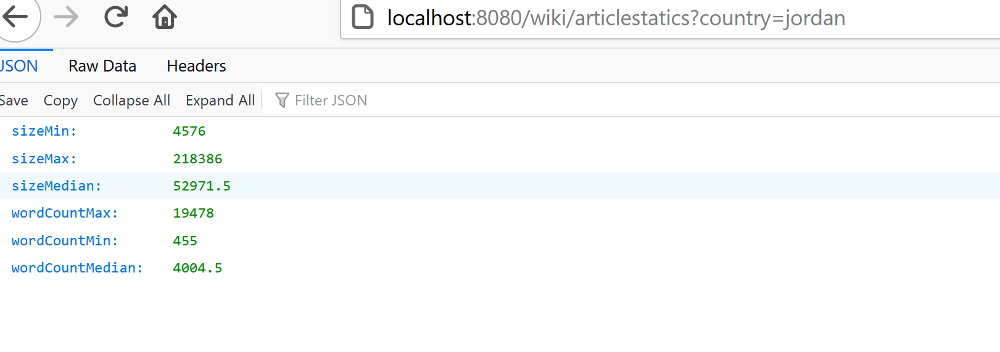 localhost:8080/wiki/articlestatics?country=jordan
JSON Raw Data Headers
Save Copy Collapse All Expand All Filter JSON
sizeMin: 4576
sizeMax: 218386
sizeMedian: 52971.5
wordCountMax: 19478
wordCountMin: 455
wordCountMedian: 4004.5